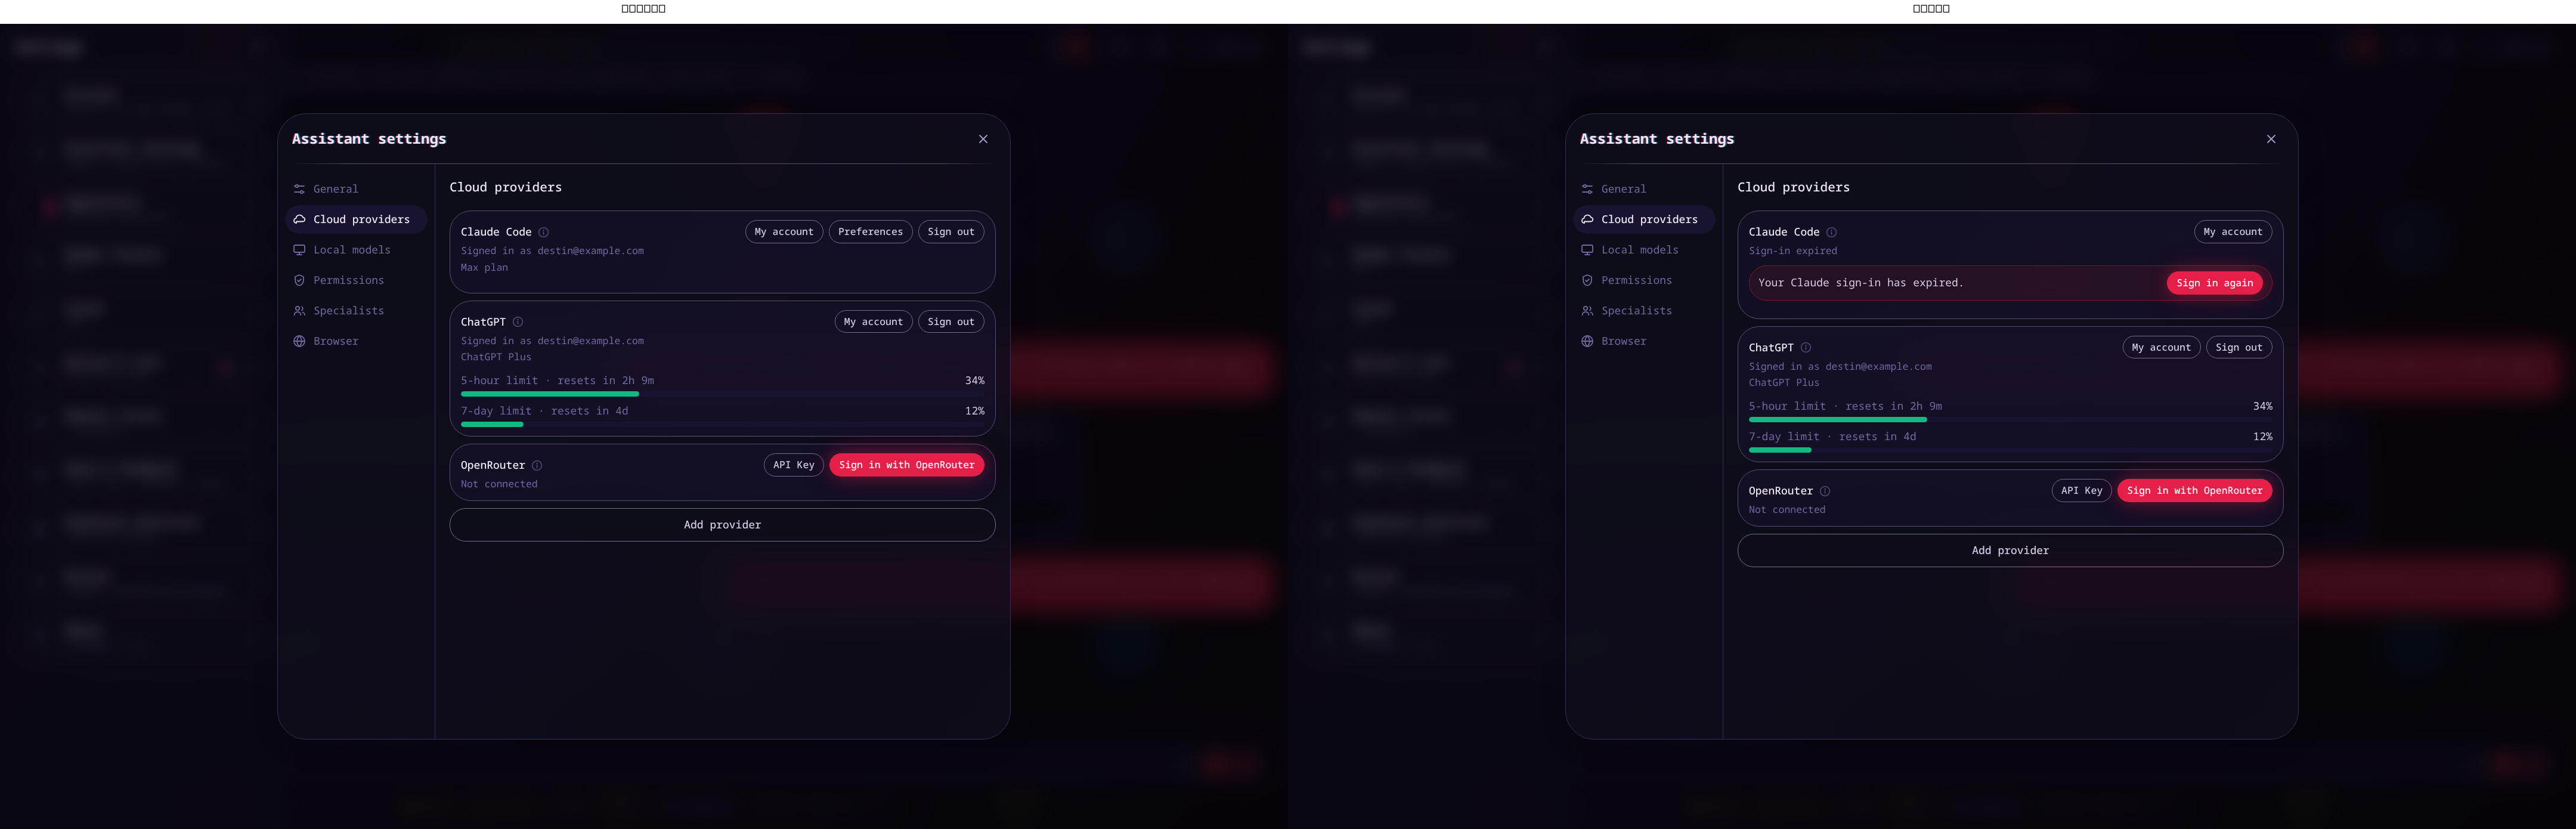 Assistant settings
General
Cloud providers
Local models
Permissions
Specialists
Browser
Cloud providers
Claude Code
My account
Preferences
Sign out
Signed in as destin@example.com
Max plan
ChatGPT
My account
Sign out
Signed in as destin@example.com
ChatGPT Plus
5-hour limit · resets in 2h 9m 34%
7-day limit · resets in 4d 12%
OpenRouter
API Key
Sign in with OpenRouter
Not connected
Add provider
Assistant settings
General
Cloud providers
Local models
Permissions
Specialists
Browser
Cloud providers
Claude Code
My account
Sign-in expired
Your Claude sign-in has expired.
Sign in again
ChatGPT
My account
Sign out
Signed in as destin@example.com
ChatGPT Plus
5-hour limit · resets in 2h 9m 34%
7-day limit · resets in 4d 12%
OpenRouter
API Key
Sign in with OpenRouter
Not connected
Add provider